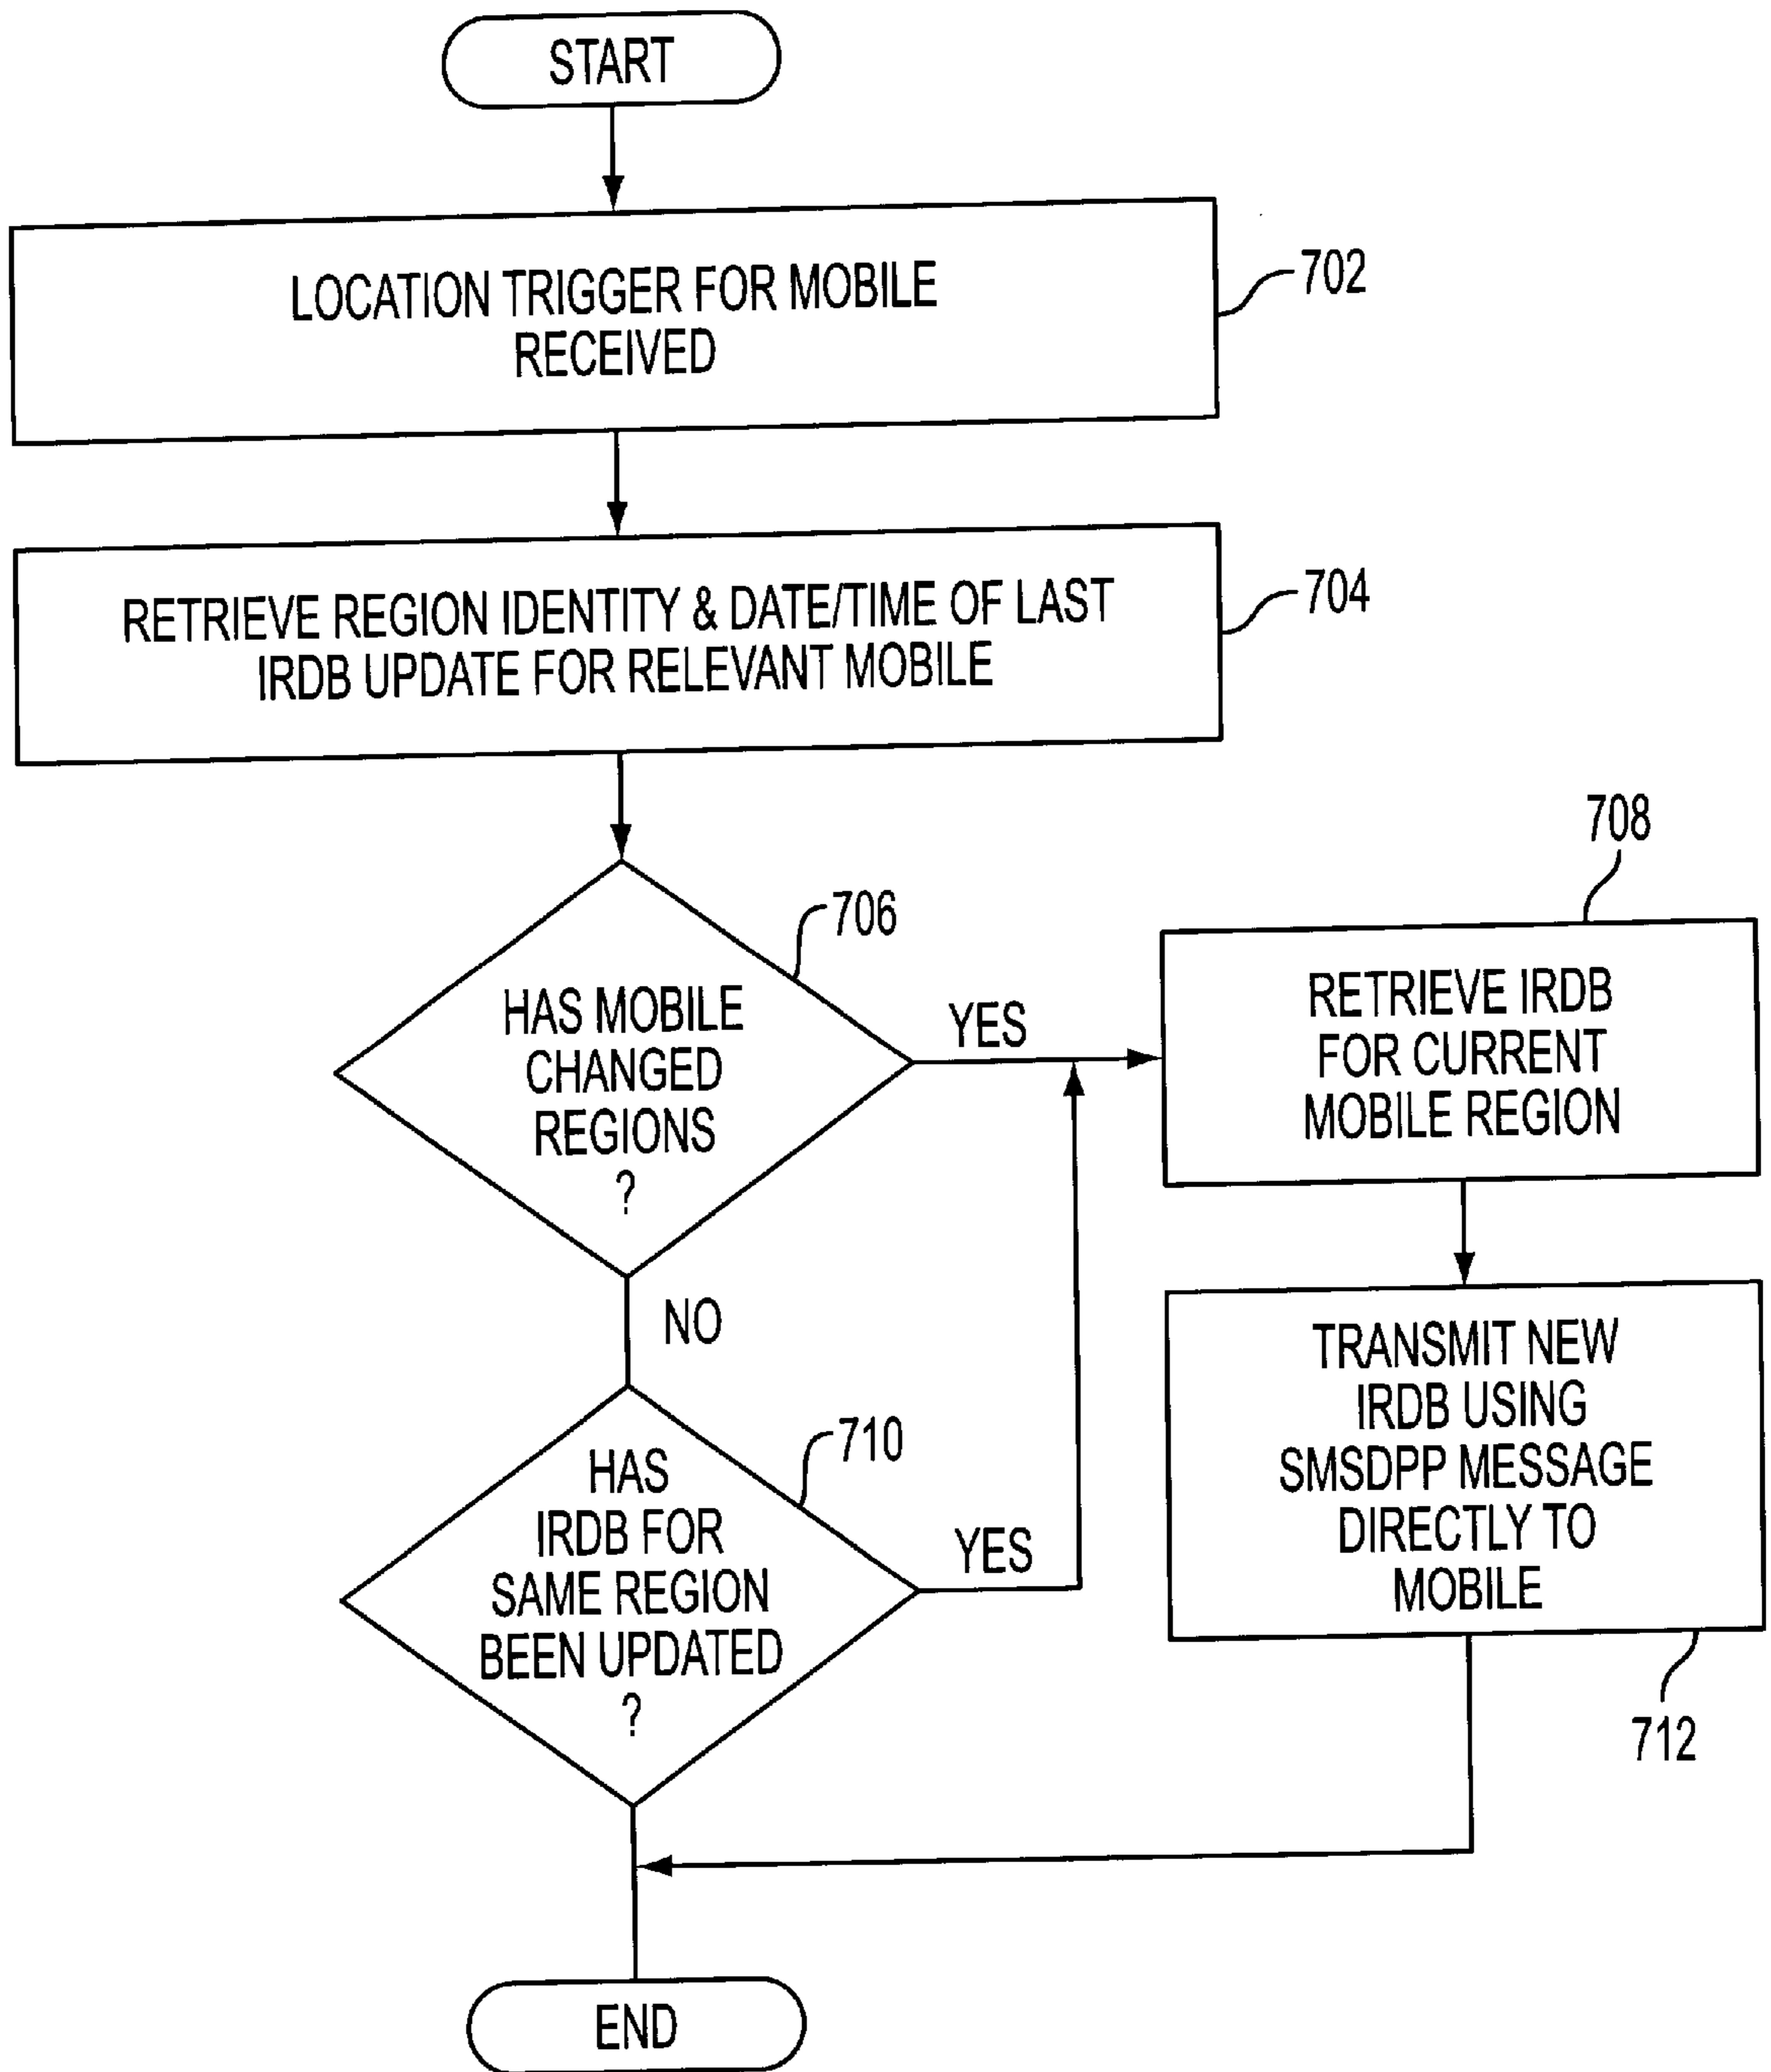 START
LOCATION TRIGGER FOR MOBILE
RECEIVED
702
RETRIEVE REGION IDENTITY & DATE/TIME OF LAST
IRDB UPDATE FOR RELEVANT MOBILE
704
HAS MOBILE
CHANGED
REGIONS
?
706
YES
NO
708
RETRIEVE IRDB
FOR CURRENT
MOBILE REGION
HAS
IRDB FOR
SAME REGION
BEEN UPDATED
?
710
YES
TRANSMIT NEW
IRDB USING
SMSDPP MESSAGE
DIRECTLY TO
MOBILE
712
END